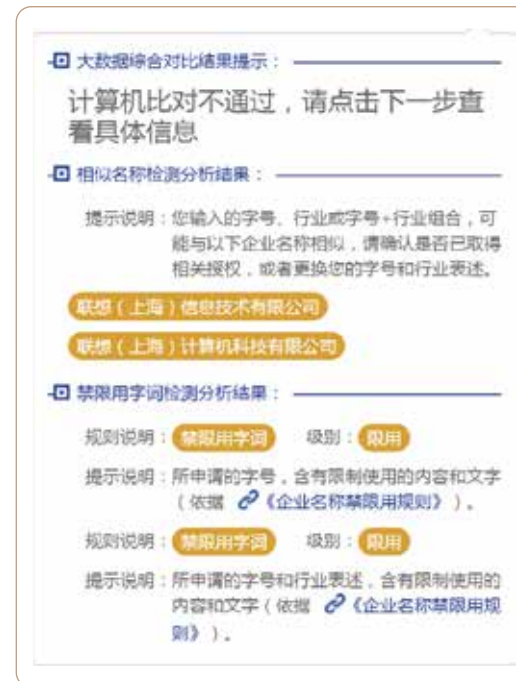 大数据综合对比结果提示：
计算机比对不通过，请点击下一步查
看具体信息
相似名称检测分析结果：
提示说明：您输入的字号、行业或字号+行业组合，可
能与以下企业名称相似，请确认是否已取得
相关授权，或者更换您的字号和行业表述。
联想（上海）信息技术有限公司
联想（上海）计算机科技有限公司
禁限用字词检测分析结果：
规则说明：禁限用字词 级别：限用
提示说明：所申请的字号，含有限制使用的内容和文字
（依据 《企业名称禁限用规则》）。
规则说明：禁限用字词 级别：限用
提示说明：所申请的字号和行业表述，含有限制使用的
内容和文字（依据 《企业名称禁限用规
则》）。